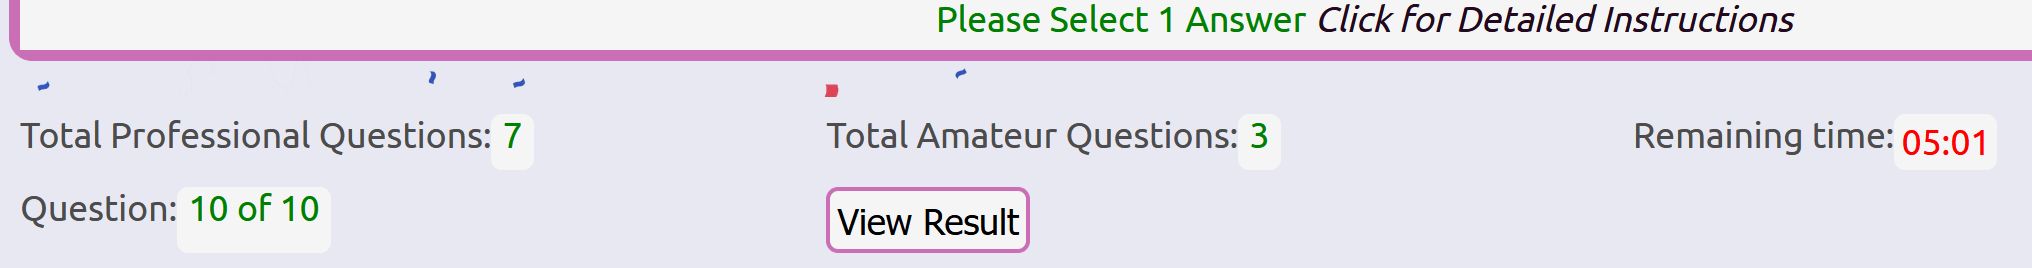 Please Select 1 Answer Click for Detailed Instructions
Total Professional Questions: 7 Total Amateur Questions: 3 Remaining time: 05:01
Question: 10 of 10 View Result